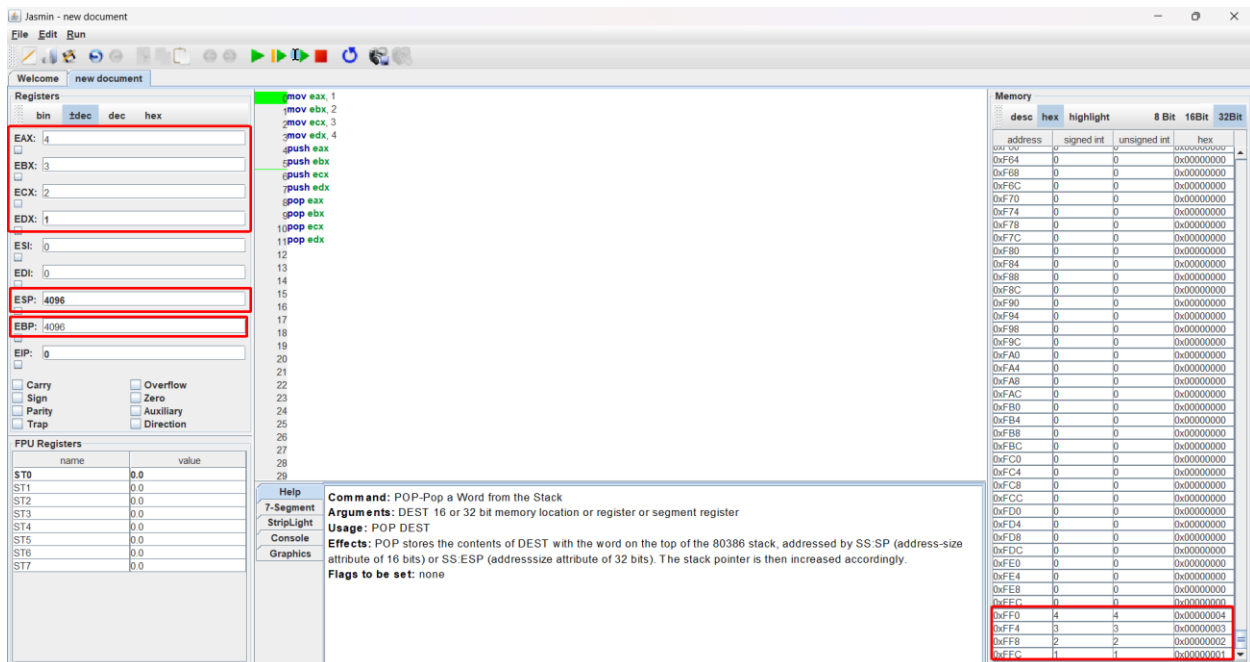 Jasmin - new document
File Edit Run
Welcome new document
Registers
bin ±dec dec hex
EAX: 4
EBX: 3
ECX: 2
EDX: 1
ESI: 0
EDI: 0
ESP: 4096
EBP: 4096
EIP: 0
Carry Overflow
Sign Zero
Parity Auxiliary
Trap Direction
FPU Registers
name value
ST0 0.0
ST1 0.0
ST2 0.0
ST3 0.0
ST4 0.0
ST5 0.0
ST6 0.0
ST7 0.0
0 mov eax, 1
1 mov ebx, 2
2 mov ecx, 3
3 mov edx, 4
4 push eax
5 push ebx
6 push ecx
7 push edx
8 pop eax
9 pop ebx
10 pop ecx
11 pop edx
12
13
14
15
16
17
18
19
20
21
22
23
24
25
26
27
28
29
Help
7-Segment
StripLight
Console
Graphics
Command: POP-Pop a Word from the Stack
Arguments: DEST 16 or 32 bit memory location or register or segment register
Usage: POP DEST
Effects: POP stores the contents of DEST with the word on the top of the 80386 stack, addressed by SS:SP (address-size
attribute of 16 bits) or SS:ESP (addresssize attribute of 32 bits). The stack pointer is then increased accordingly.
Flags to be set: none
Memory
desc hex highlight 8 Bit 16Bit 32Bit
address signed int unsigned int hex
0xF64 0 0 0x00000000
0xF68 0 0 0x00000000
0xF6C 0 0 0x00000000
0xF70 0 0 0x00000000
0xF74 0 0 0x00000000
0xF78 0 0 0x00000000
0xF7C 0 0 0x00000000
0xF80 0 0 0x00000000
0xF84 0 0 0x00000000
0xF88 0 0 0x00000000
0xF8C 0 0 0x00000000
0xF90 0 0 0x00000000
0xF94 0 0 0x00000000
0xF98 0 0 0x00000000
0xF9C 0 0 0x00000000
0xFA0 0 0 0x00000000
0xFA4 0 0 0x00000000
0xFA8 0 0 0x00000000
0xFAC 0 0 0x00000000
0xFB0 0 0 0x00000000
0xFB4 0 0 0x00000000
0xFB8 0 0 0x00000000
0xFBC 0 0 0x00000000
0xFC0 0 0 0x00000000
0xFC4 0 0 0x00000000
0xFC8 0 0 0x00000000
0xFCC 0 0 0x00000000
0xFD0 0 0 0x00000000
0xFD4 0 0 0x00000000
0xFD8 0 0 0x00000000
0xFDC 0 0 0x00000000
0xFE0 0 0 0x00000000
0xFE4 0 0 0x00000000
0xFE8 0 0 0x00000000
0xFEC 0 0 0x00000000
0xFF0 4 4 0x00000004
0xFF4 3 3 0x00000003
0xFF8 2 2 0x00000002
0xFFC 1 1 0x00000001